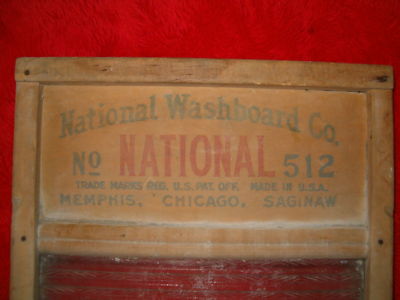 National Washboard Co.
No NATIONAL 512
TRADE MARKS REG. U.S. PAT. OFF. MADE IN U.S.A.
MEMPHIS, CHICAGO, SAGINAW